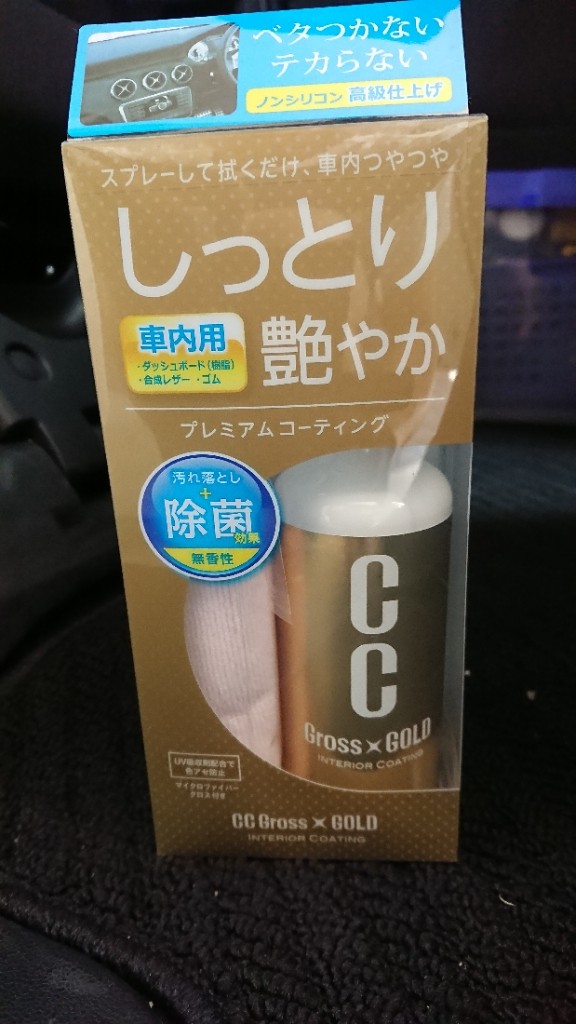 ベタつかない
テカらない
ノンシリコン 高級仕上げ
スプレーして拭くだけ、車内つやつや
しっとり
艶やか
車内用
・ダッシュボード(樹脂)
・合成レザー ・ゴム
プレミアムコーティング
汚れ落とし
+
除菌
効果
無香性
CC
Gross×GOLD
INTERIOR COATING
UV吸収剤配合で
色アセ防止
マイクロファイバー
クロス付き
CC Gross×GOLD
INTERIOR COATING